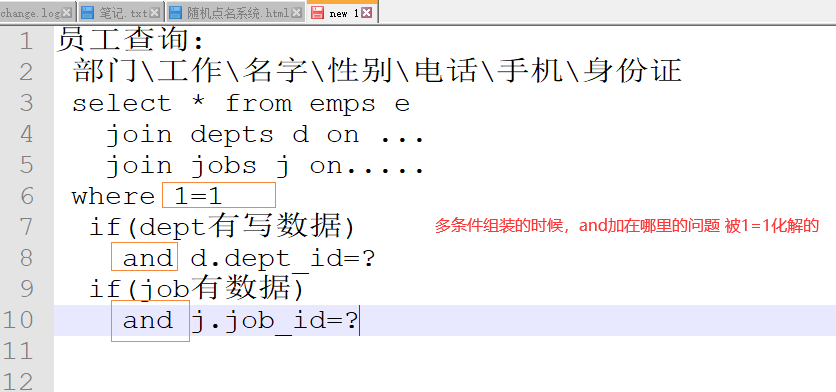 change.log 笔记.txt 随机点名系统.html new 1
1 员工查询:
2 部门\工作\名字\性别\电话\手机\身份证
3 select * from emps e
4 join depts d on ...
5 join jobs j on.....
6 where 1=1
7 if(dept有写数据) 多条件组装的时候，and加在哪里的问题 被1=1化解的
8 and d.dept_id=?
9 if(job有数据)
10 and j.job_id=?
11
12